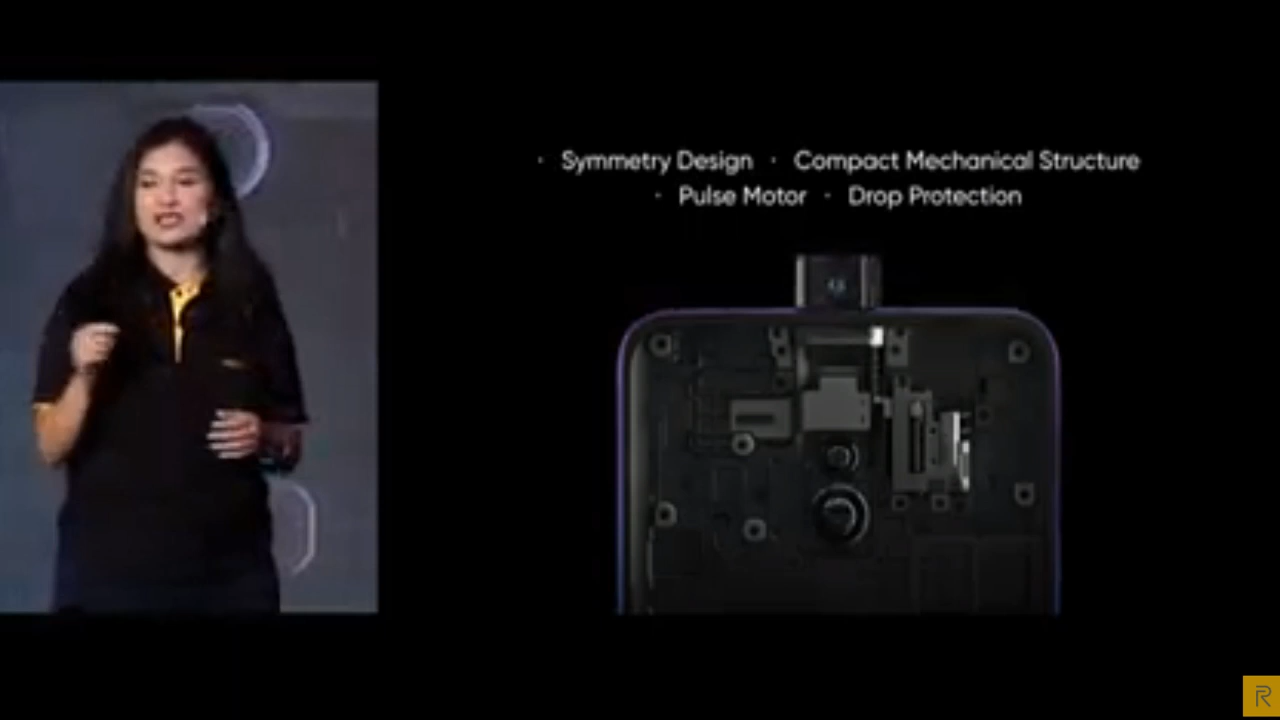 · Symmetry Design · Compact Mechanical Structure
· Pulse Motor · Drop Protection
R